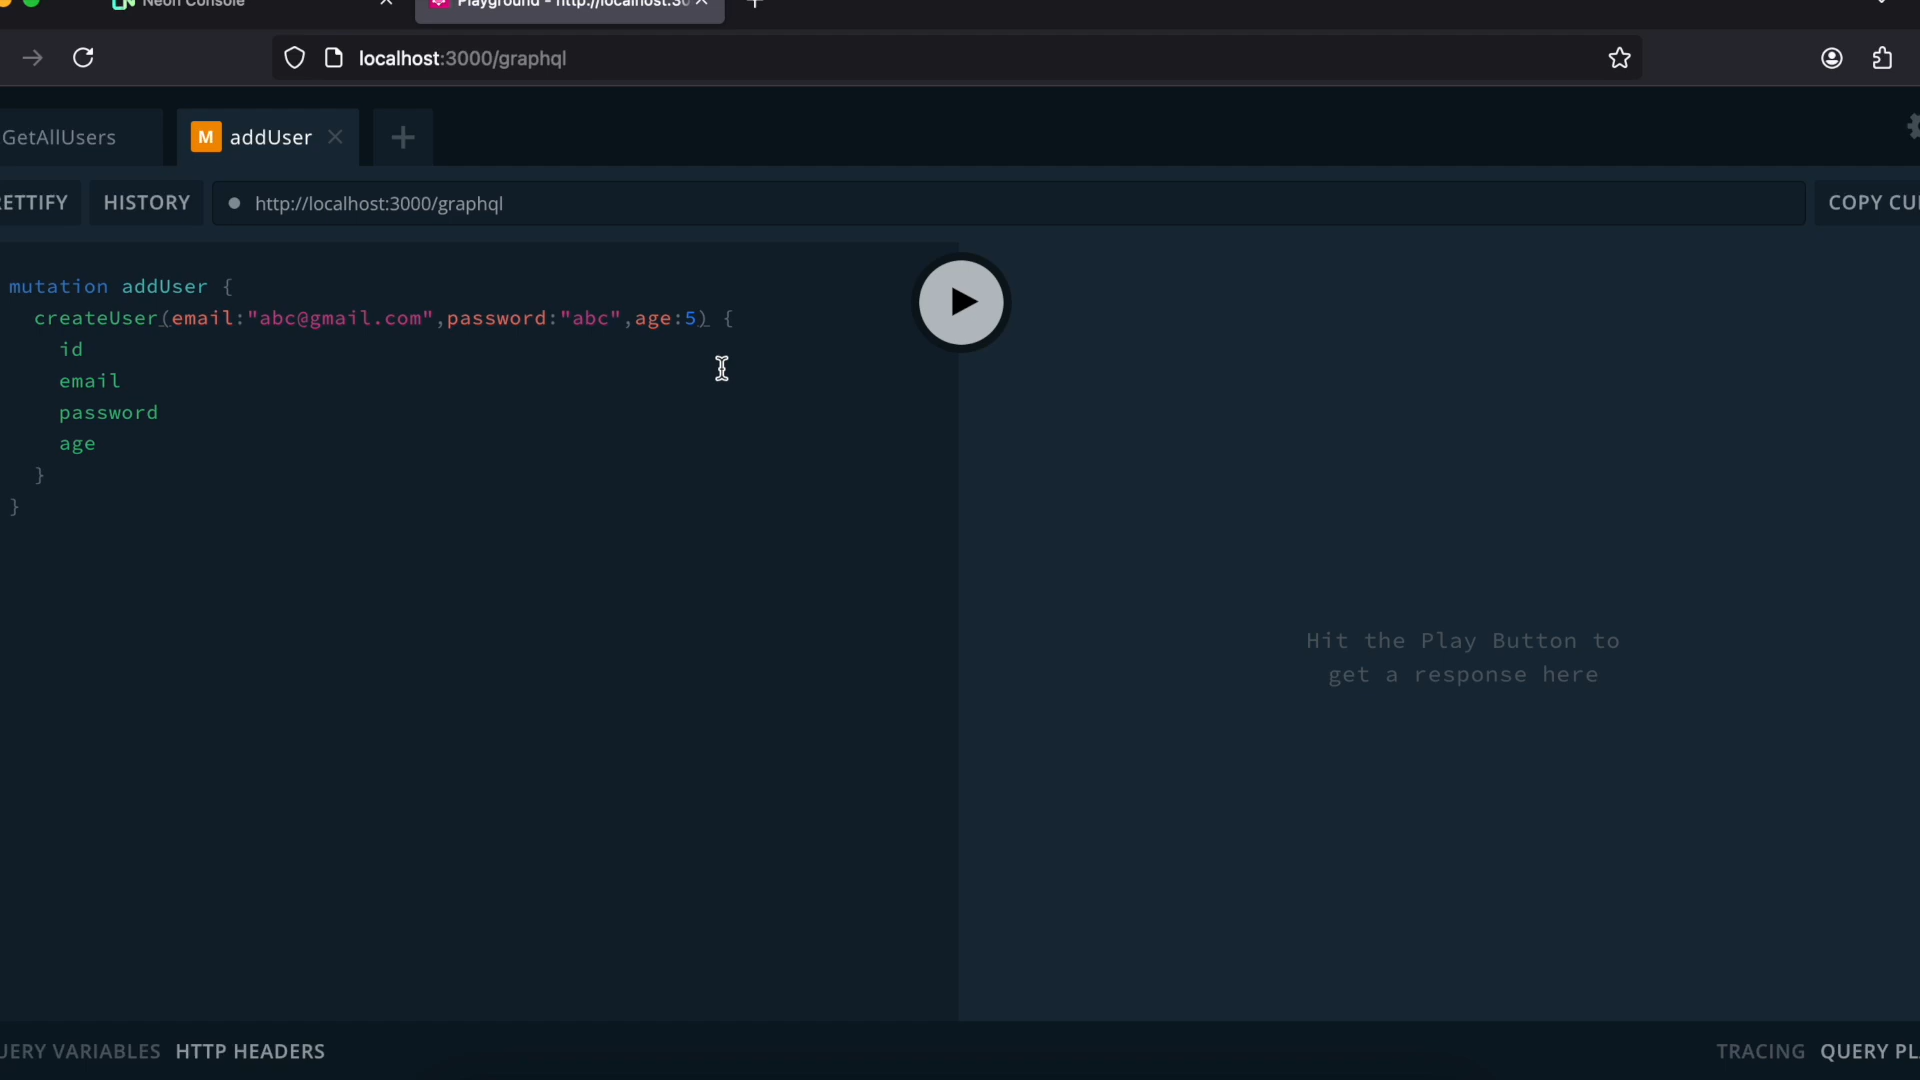 Neon Console
Playground - http://localhost:30
localhost:3000/graphql
GetAllUsers
M addUser
ETTIFY
HISTORY
http://localhost:3000/graphql
COPY CU
mutation addUser {
createUser(email:"abc@gmail.com",password:"abc",age:5) {
id
email
password
age
}
}
Hit the Play Button to
get a response here
UERY VARIABLES
HTTP HEADERS
TRACING
QUERY PL